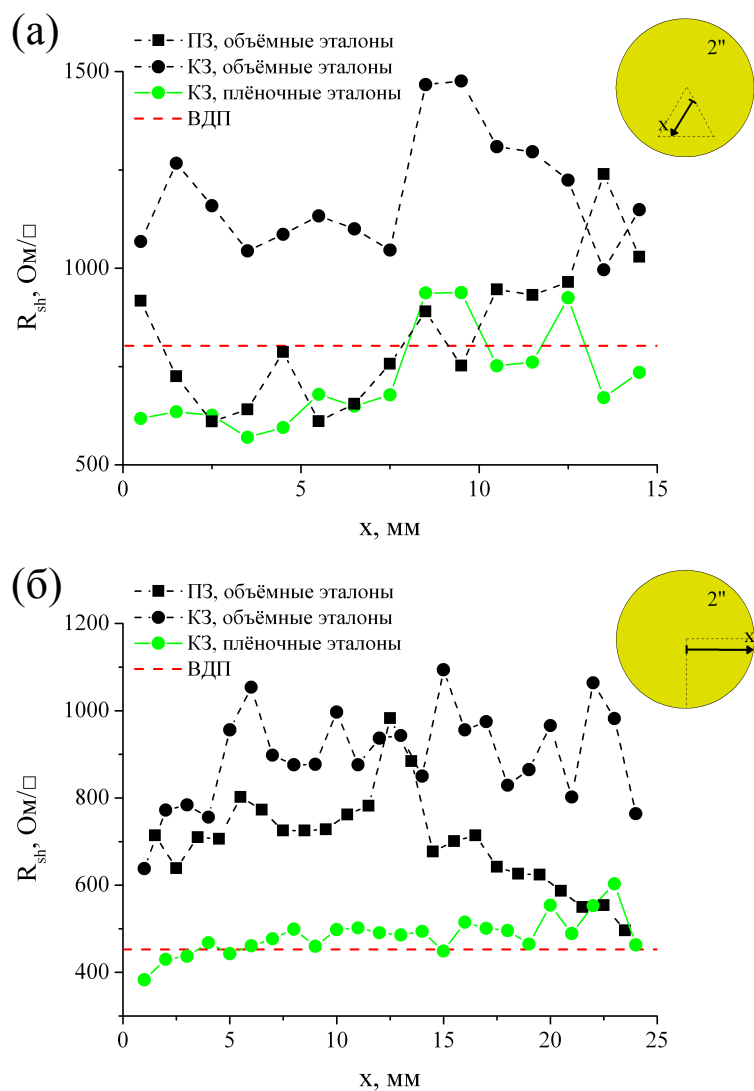 (а)
ПЗ, объёмные эталоны
КЗ, объёмные эталоны
КЗ, плёночные эталоны
ВДП
2"
x
1500
1000
500
R_sh, Ом/□
0
5
10
15
x, мм
(б)
ПЗ, объёмные эталоны
КЗ, объёмные эталоны
КЗ, плёночные эталоны
ВДП
2"
x
1200
1000
800
600
400
R_sh, Ом/□
0
5
10
15
20
25
x, мм